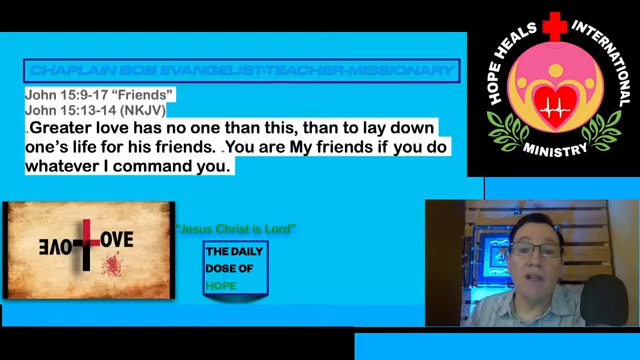 CHAPLAIN BOB EVANGELIST-TEACHER-MISSIONARY
John 15:9-17 “Friends”
John 15:13-14 (NKJV)
Greater love has no one than this, than to lay down
one’s life for his friends. You are My friends if you do
whatever I command you.
HOPE HEALS INTERNATIONAL
MINISTRY
LOVE LOVE
"Jesus Christ is Lord"
THE DAILY
DOSE OF
HOPE